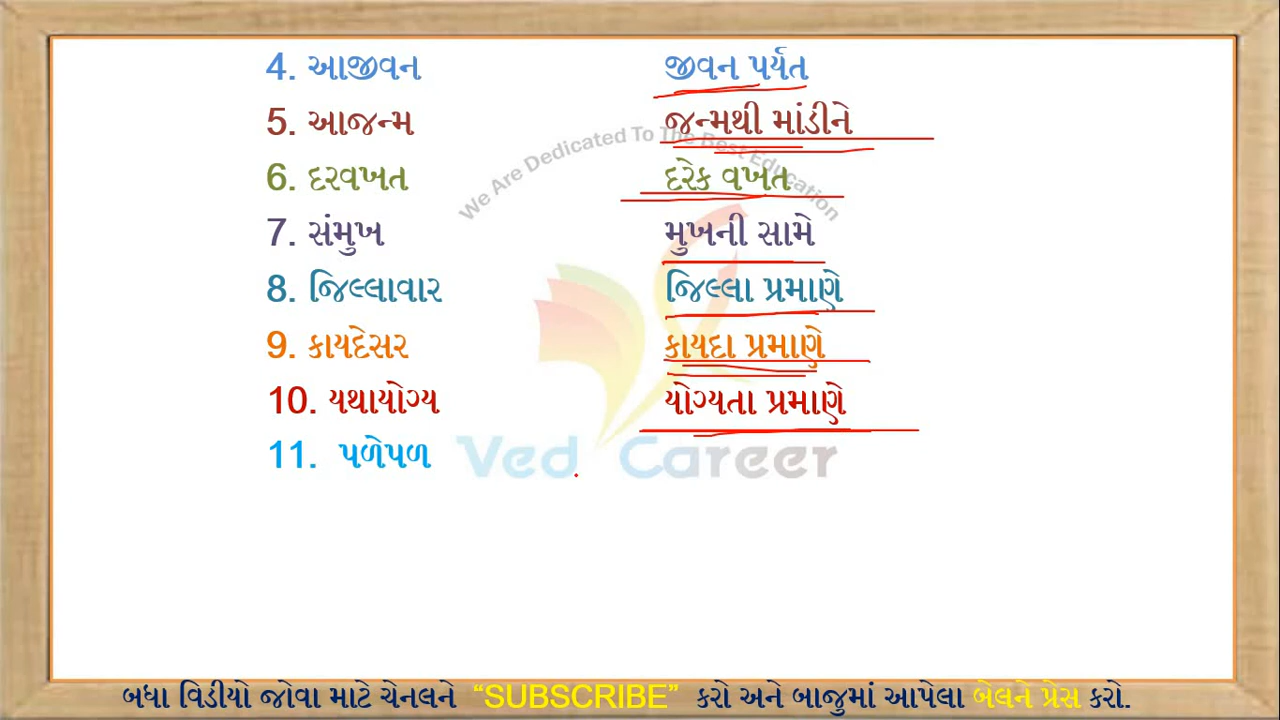 4. આજીવન જીવન પર્યત
5. આજન્મ જન્મથી માંડીને
We Are Dedicated To The Best Education
6. દરવખત દરેક વખત
7. સંમુખ મુખની સામે
8. જિલ્લાવાર જિલ્લા પ્રમાણે
9. કાયદેસર કાયદા પ્રમાણે
10. યથાયોગ્ય યોગ્યતા પ્રમાણે
11. પળેપળ
Ved Career
બધા વિડીયો જોવા માટે ચેનલને “SUBSCRIBE” કરો અને બાજુમાં આપેલા બેલને પ્રેસ કરો.